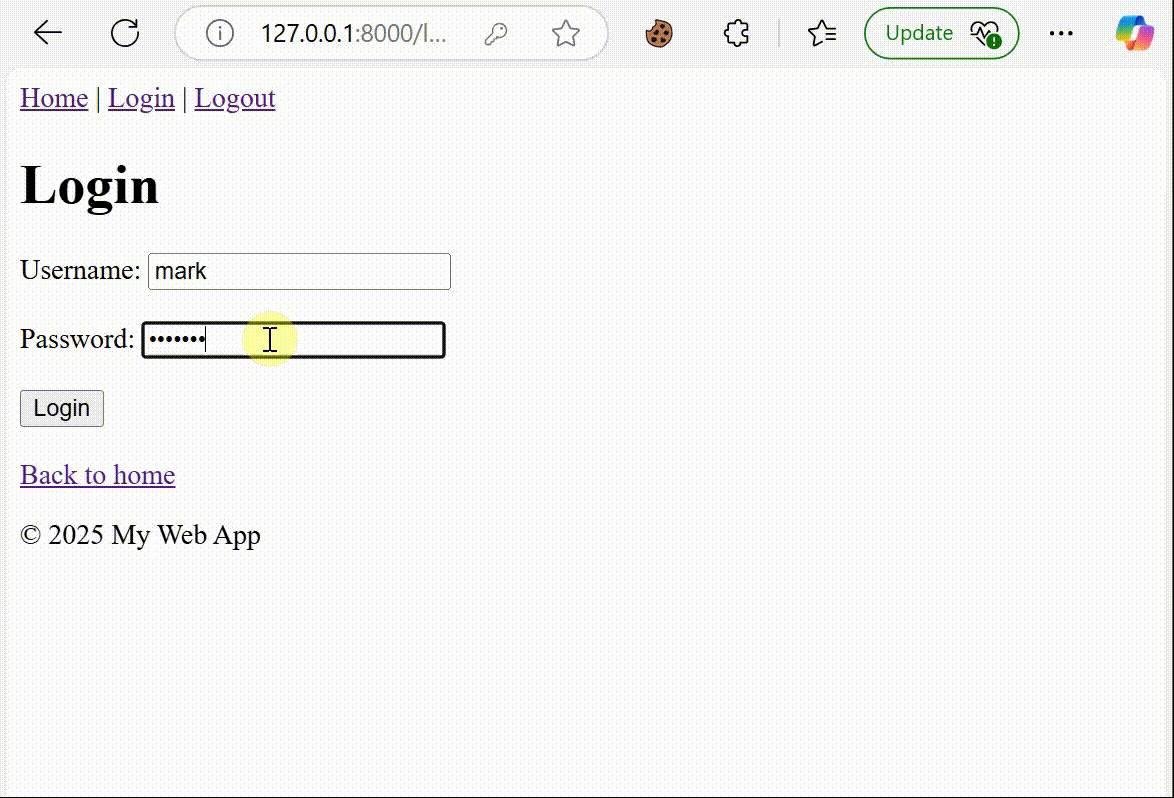 127.0.0.1:8000/l... Update
Home | Login | Logout
Login
Username: mark
Password: •••••••
Login
Back to home
© 2025 My Web App